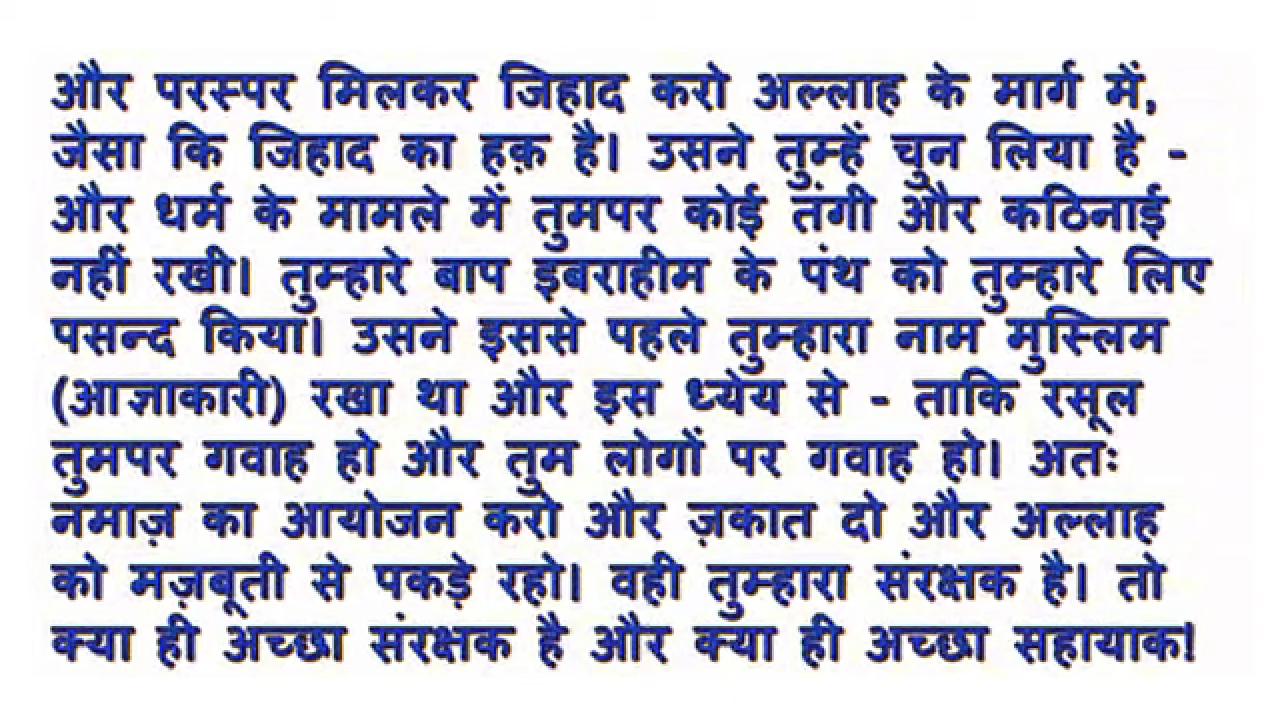 और परस्पर मिलकर जिहाद करो अल्लाह के मार्ग में,
जैसा कि जिहाद का हक़ है। उसने तुम्हें चुन लिया है -
और धर्म के मामले में तुमपर कोई तंगी और कठिनाई
नहीं रखी। तुम्हारे बाप इबराहीम के पंथ को तुम्हारे लिए
पसन्द किया। उसने इससे पहले तुम्हारा नाम मुस्लिम
(आज्ञाकारी) रखा था और इस ध्येय से - ताकि रसूल
तुमपर गवाह हो और तुम लोगों पर गवाह हो। अतः
नमाज़ का आयोजन करो और ज़कात दो और अल्लाह
को मज़बूती से पकड़े रहो। वही तुम्हारा संरक्षक है। तो
क्या ही अच्छा संरक्षक है और क्या ही अच्छा सहायाक!